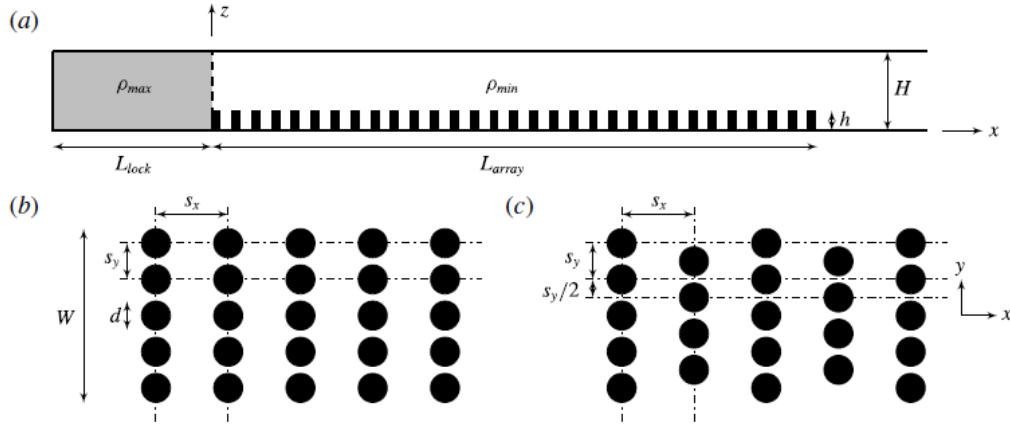 (a)
z
ρmax
ρmin
H
h
x
Llock
Larray
(b)
sx
sy
W
d
(c)
sx
sy
sy/2
y
x